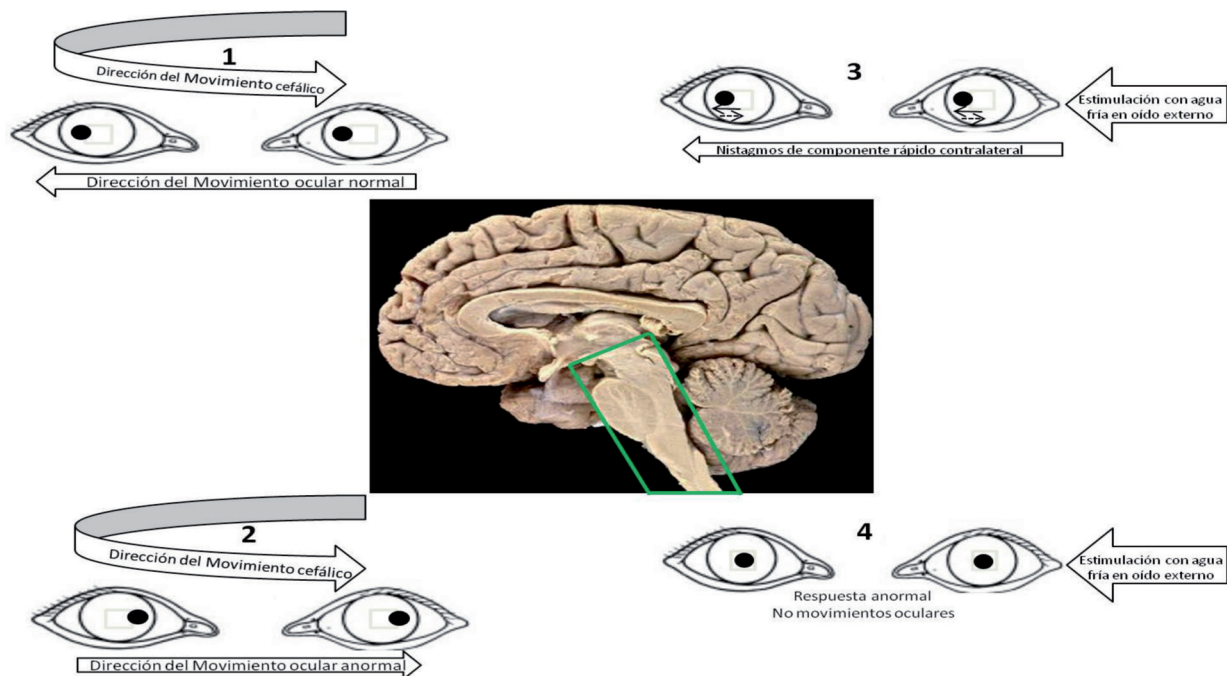 1
Dirección del Movimiento cefálico
Dirección del Movimiento ocular normal
3
Estimulación con agua
fría en oído externo
Nistagmos de componente rápido contralateral
2
Dirección del Movimiento cefálico
Dirección del Movimiento ocular anormal
4
Estimulación con agua
fría en oído externo
Respuesta anormal
No movimientos oculares